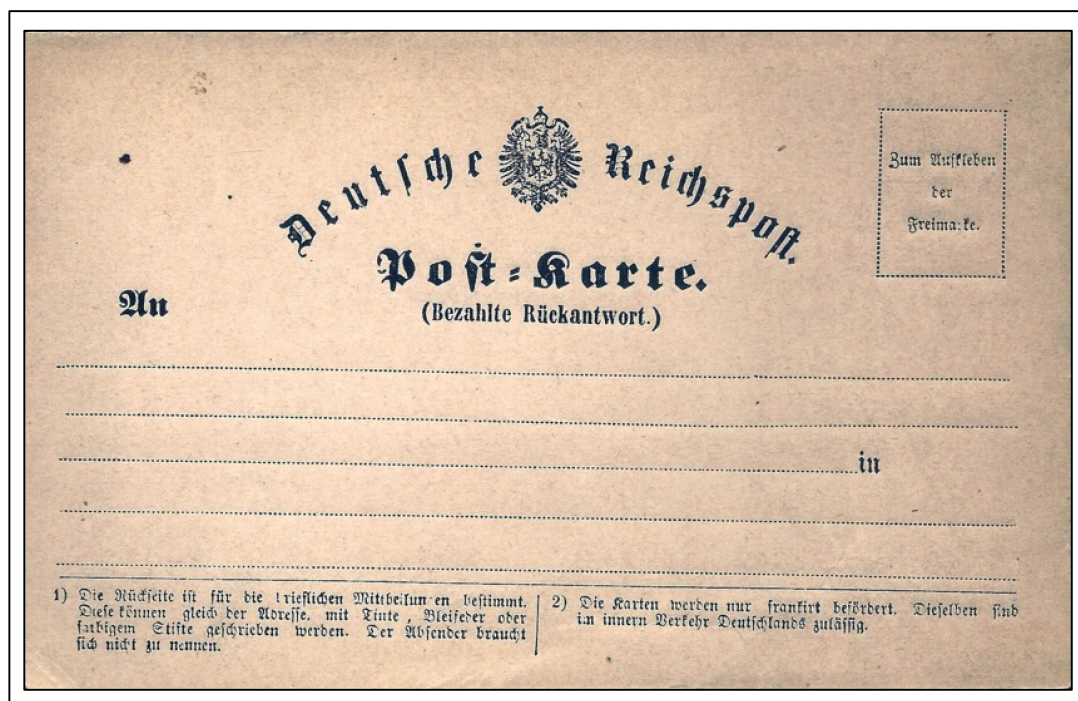 Deutsche Reichspost.
Zum Aufkleben
der
Freimarke.
Post-Karte.
(Bezahlte Rückantwort.)
An
in
1) Die Rückseite ist für die brieflichen Mittheilungen bestimmt.
Diese können gleich der Adresse, mit Tinte, Bleifeder oder
farbigem Stifte geschrieben werden. Der Absender braucht
sich nicht zu nennen.
2) Die Karten werden nur frankirt befördert. Dieselben sind
im innern Verkehr Deutschlands zulässig.